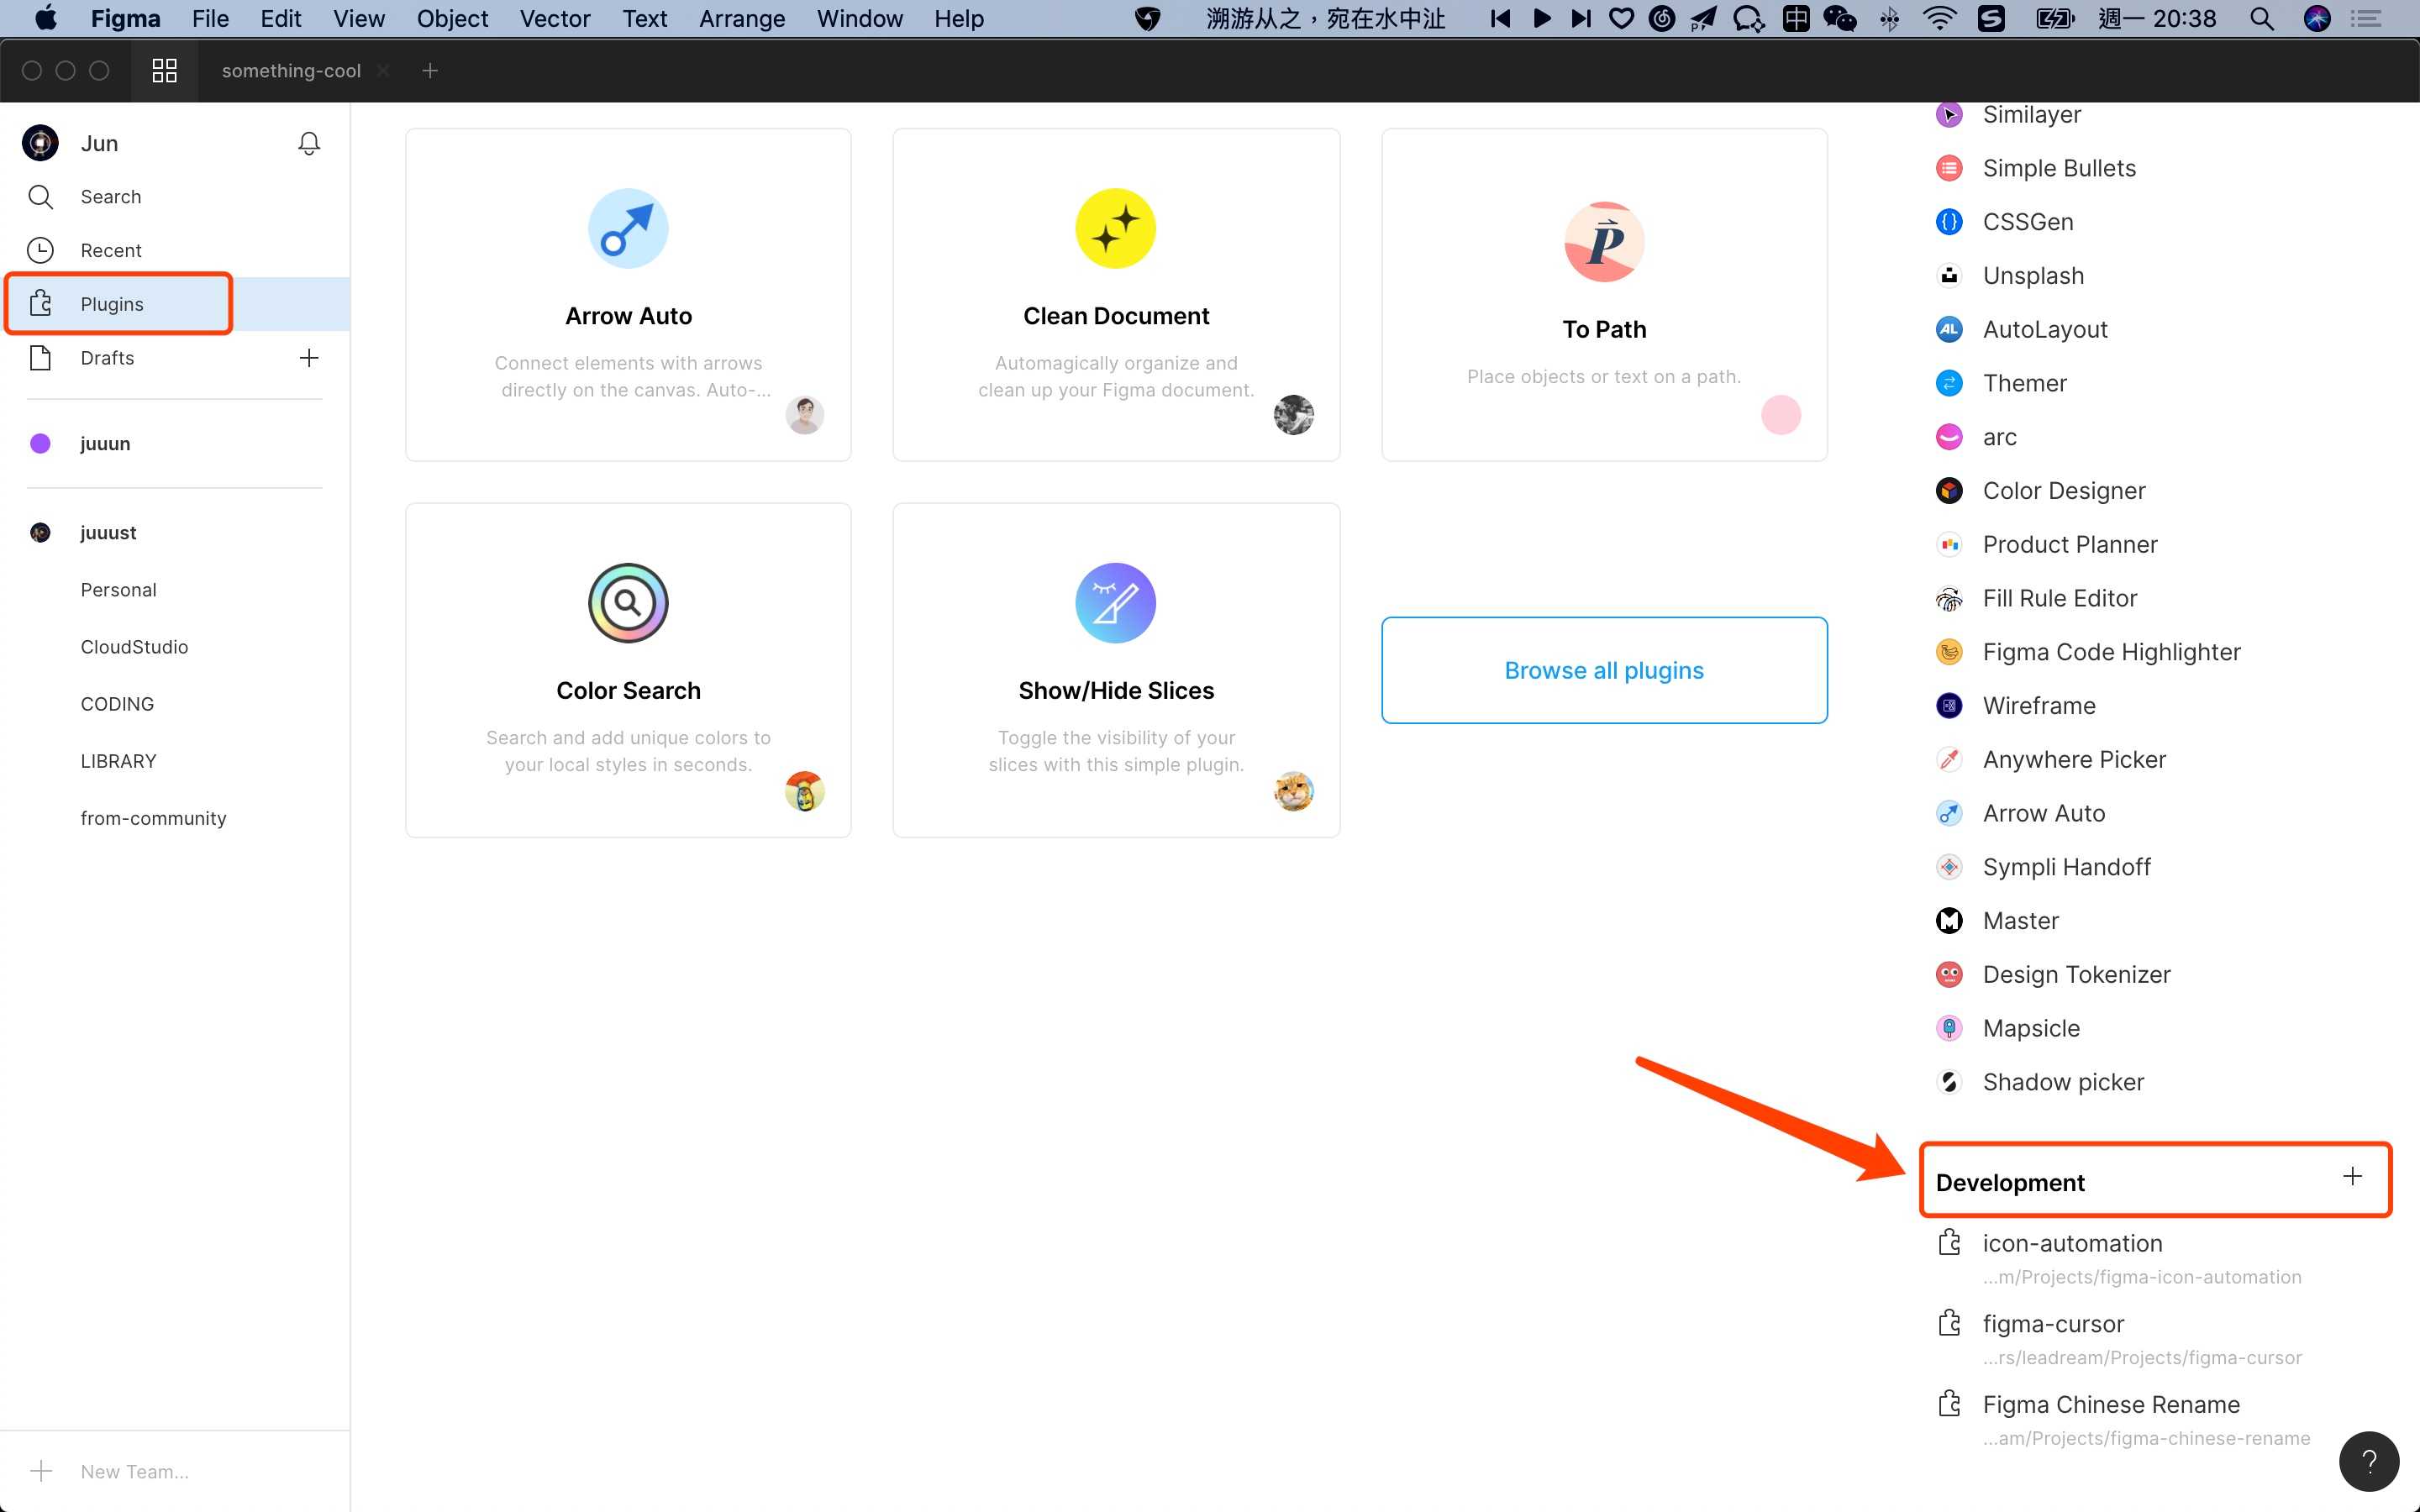 Figma File Edit View Object Vector Text Arrange Window Help 溯游从之，宛在水中沚 中 週一 20:38
something-cool
Jun
Search
Recent
Plugins
Drafts
juuun
juuust
Personal
CloudStudio
CODING
LIBRARY
from-community
New Team...
Arrow Auto
Connect elements with arrows
directly on the canvas. Auto-...
Clean Document
Automagically organize and
clean up your Figma document.
To Path
Place objects or text on a path.
Color Search
Search and add unique colors to
your local styles in seconds.
Show/Hide Slices
Toggle the visibility of your
slices with this simple plugin.
Browse all plugins
Similayer
Simple Bullets
CSSGen
Unsplash
AutoLayout
Themer
arc
Color Designer
Product Planner
Fill Rule Editor
Figma Code Highlighter
Wireframe
Anywhere Picker
Arrow Auto
Sympli Handoff
Master
Design Tokenizer
Mapsicle
Shadow picker
Development
icon-automation
...m/Projects/figma-icon-automation
figma-cursor
...rs/leadream/Projects/figma-cursor
Figma Chinese Rename
...am/Projects/figma-chinese-rename
?